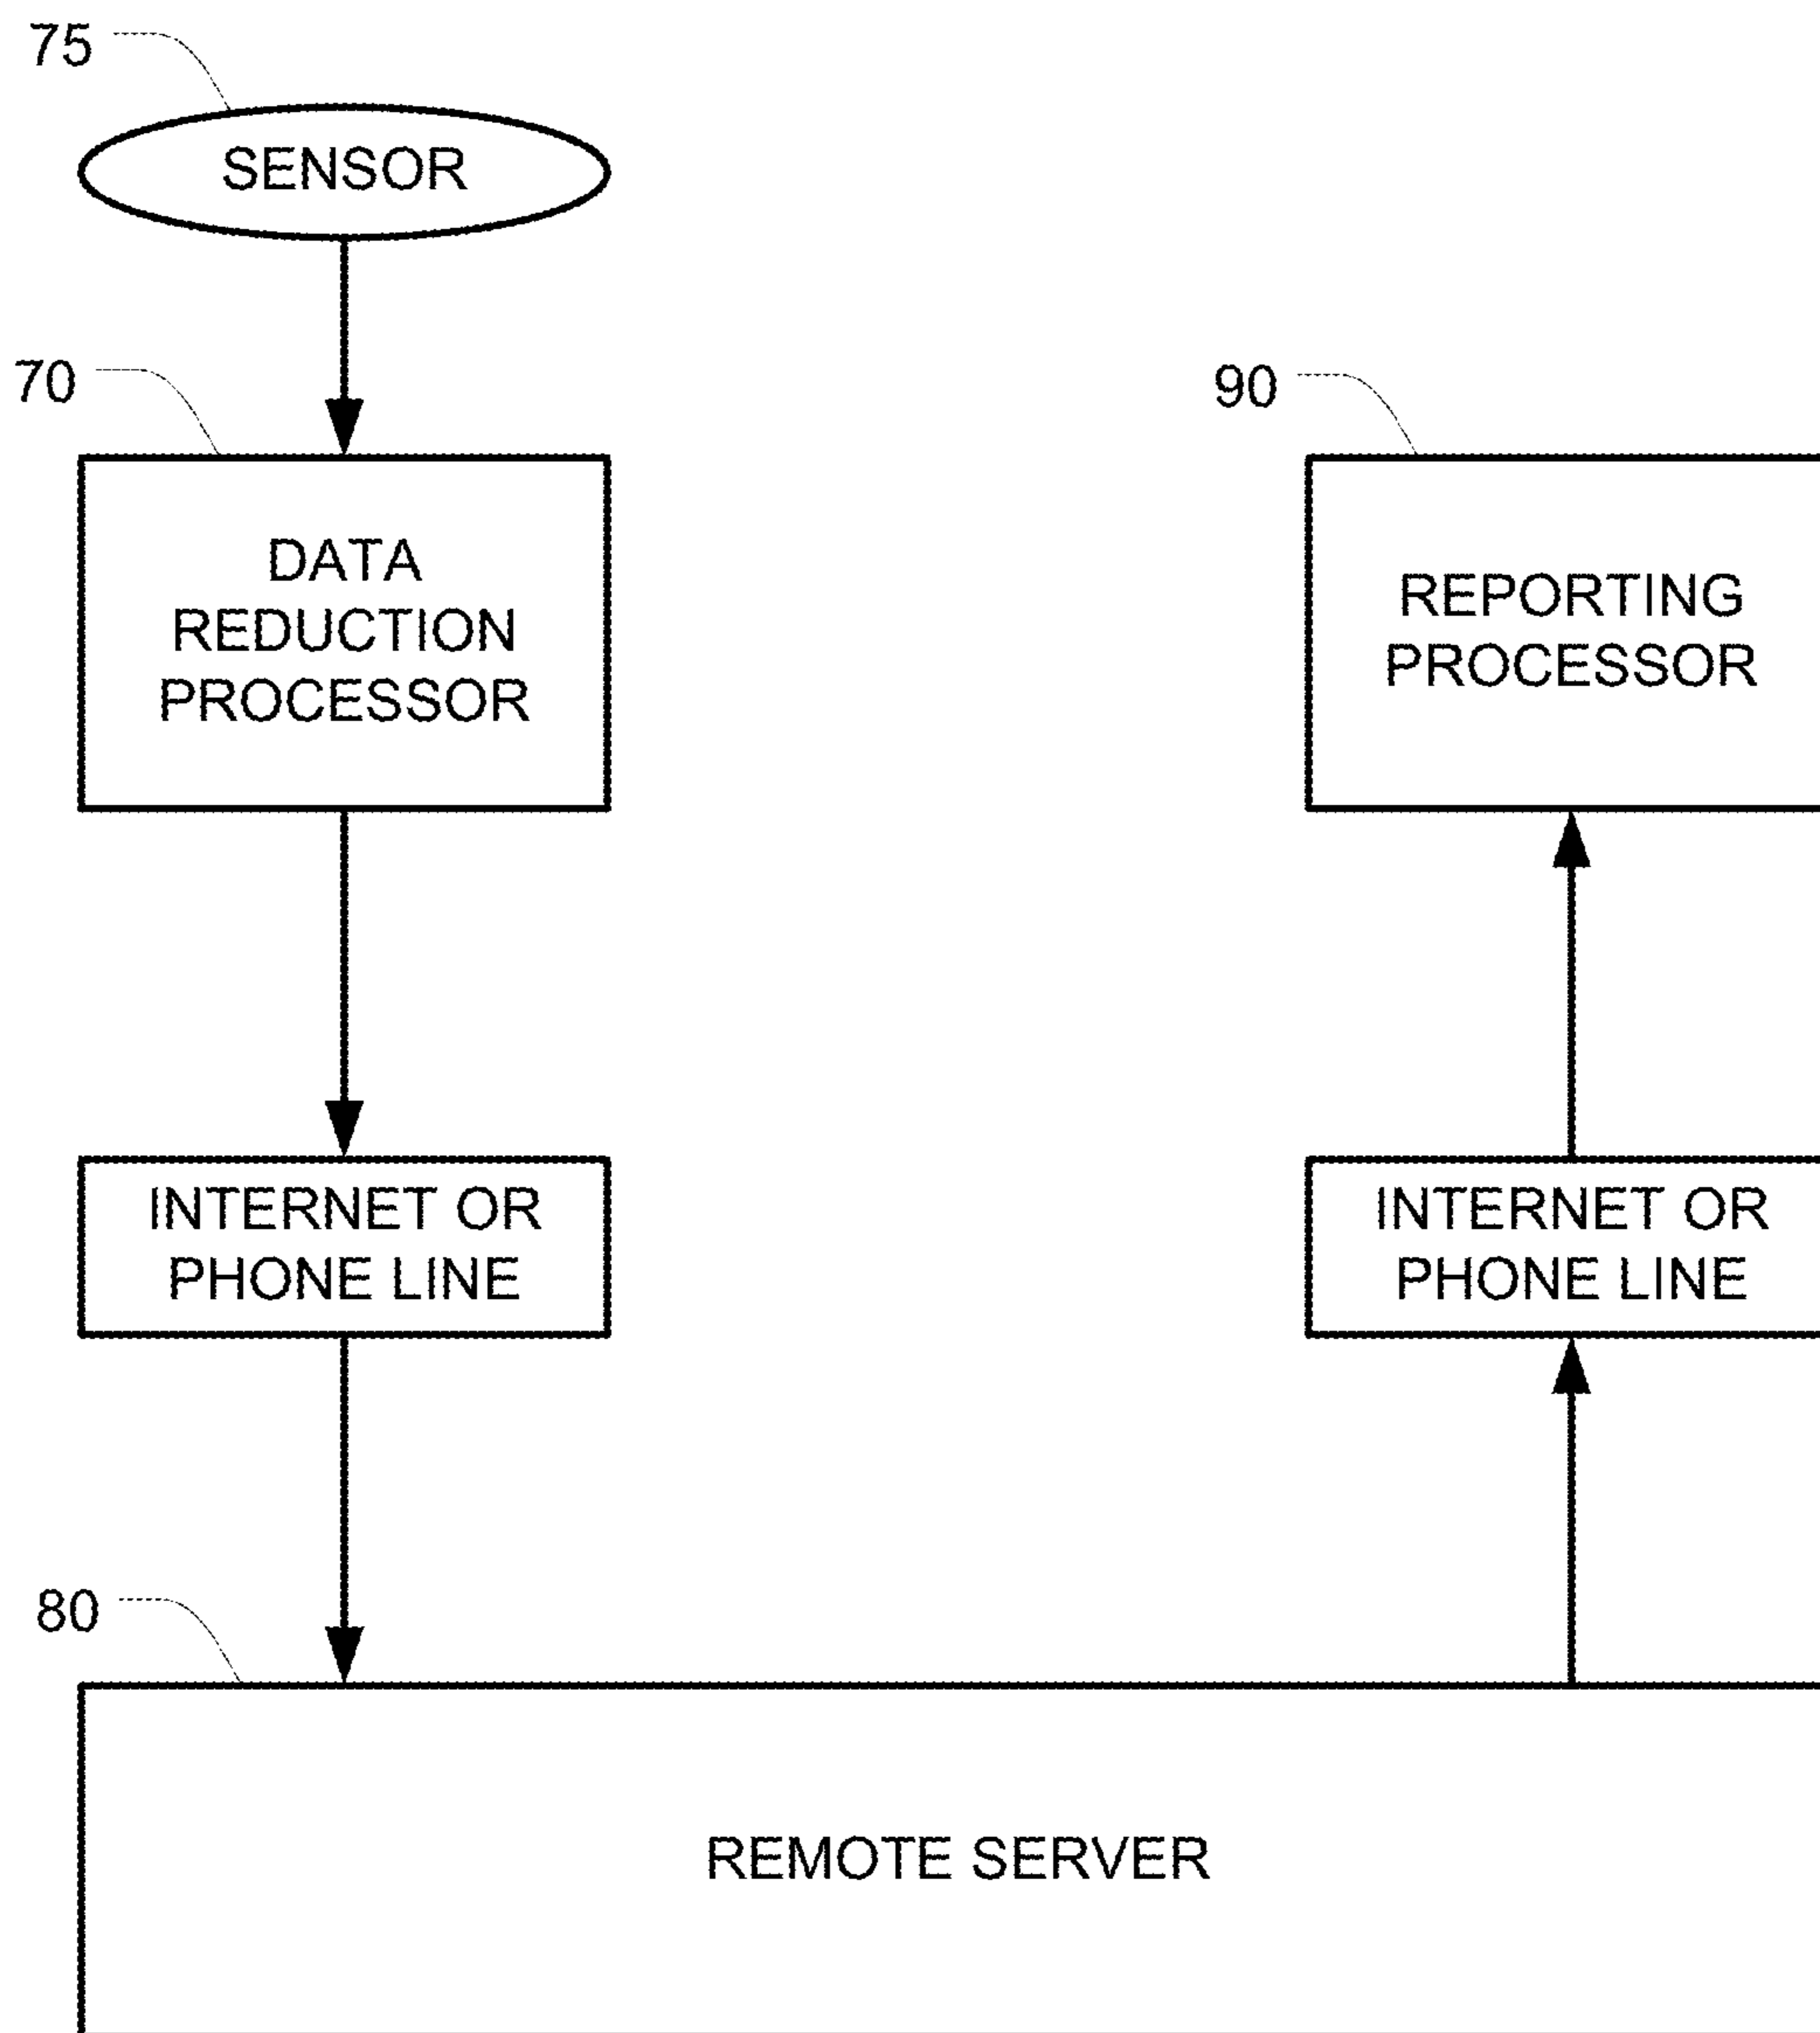 75
SENSOR
70
DATA
REDUCTION
PROCESSOR
90
REPORTING
PROCESSOR
INTERNET OR
PHONE LINE
INTERNET OR
PHONE LINE
80
REMOTE SERVER